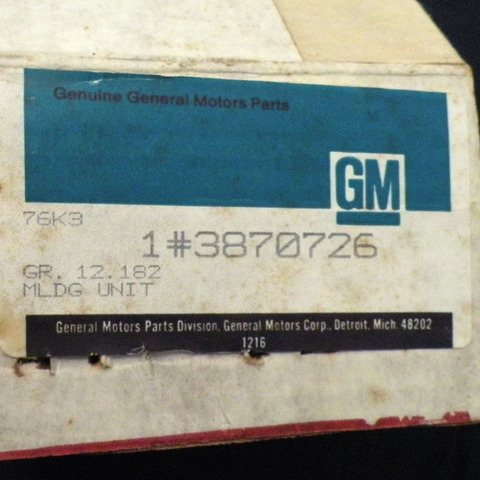 Genuine General Motors Parts
GM
76K3
1#3870726
GR. 12.182
MLDG UNIT
General Motors Parts Division, General Motors Corp., Detroit, Mich. 48202
1216